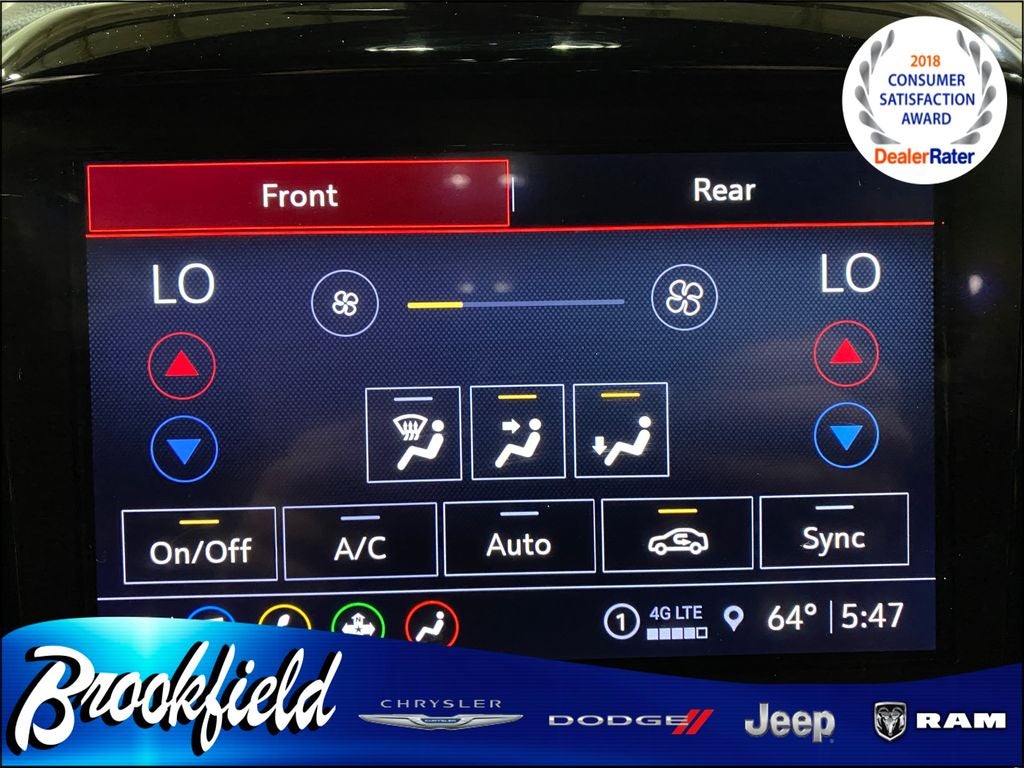 2018
CONSUMER
SATISFACTION
AWARD
DealerRater
Front
Rear
LO
LO
On/Off
A/C
Auto
Sync
1
4G LTE
64° 5:47
Brookfield
CHRYSLER
DODGE
Jeep
RAM